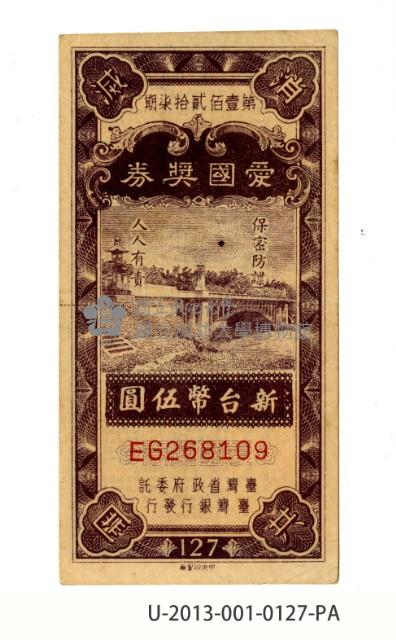 消滅共匪
第壹佰貳拾柒期
愛國獎券
保密防諜
人人有責
新台幣伍圓
EG268109
臺灣省政府委託
臺灣銀行發行
127
U-2013-001-0127-PA